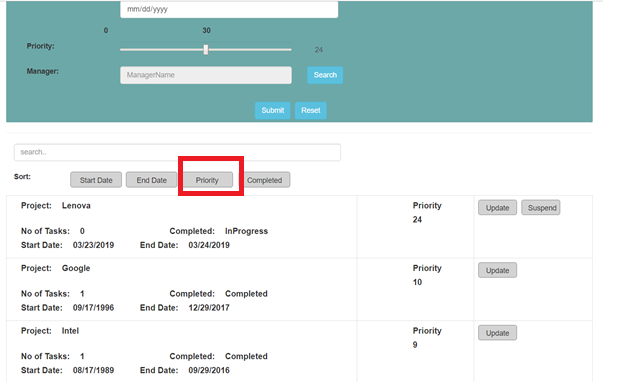 mm/dd/yyyy
0 30
Priority: 24
Manager: ManagerName Search
Submit Reset
search..
Sort: Start Date End Date Priority Completed
Project: Lenova Priority Update Suspend
24
No of Tasks: 0 Completed: InProgress
Start Date: 03/23/2019 End Date: 03/24/2019
Project: Google Priority Update
10
No of Tasks: 1 Completed: Completed
Start Date: 09/17/1996 End Date: 12/29/2017
Project: Intel Priority Update
9
No of Tasks: 1 Completed: Completed
Start Date: 08/17/1989 End Date: 09/29/2016